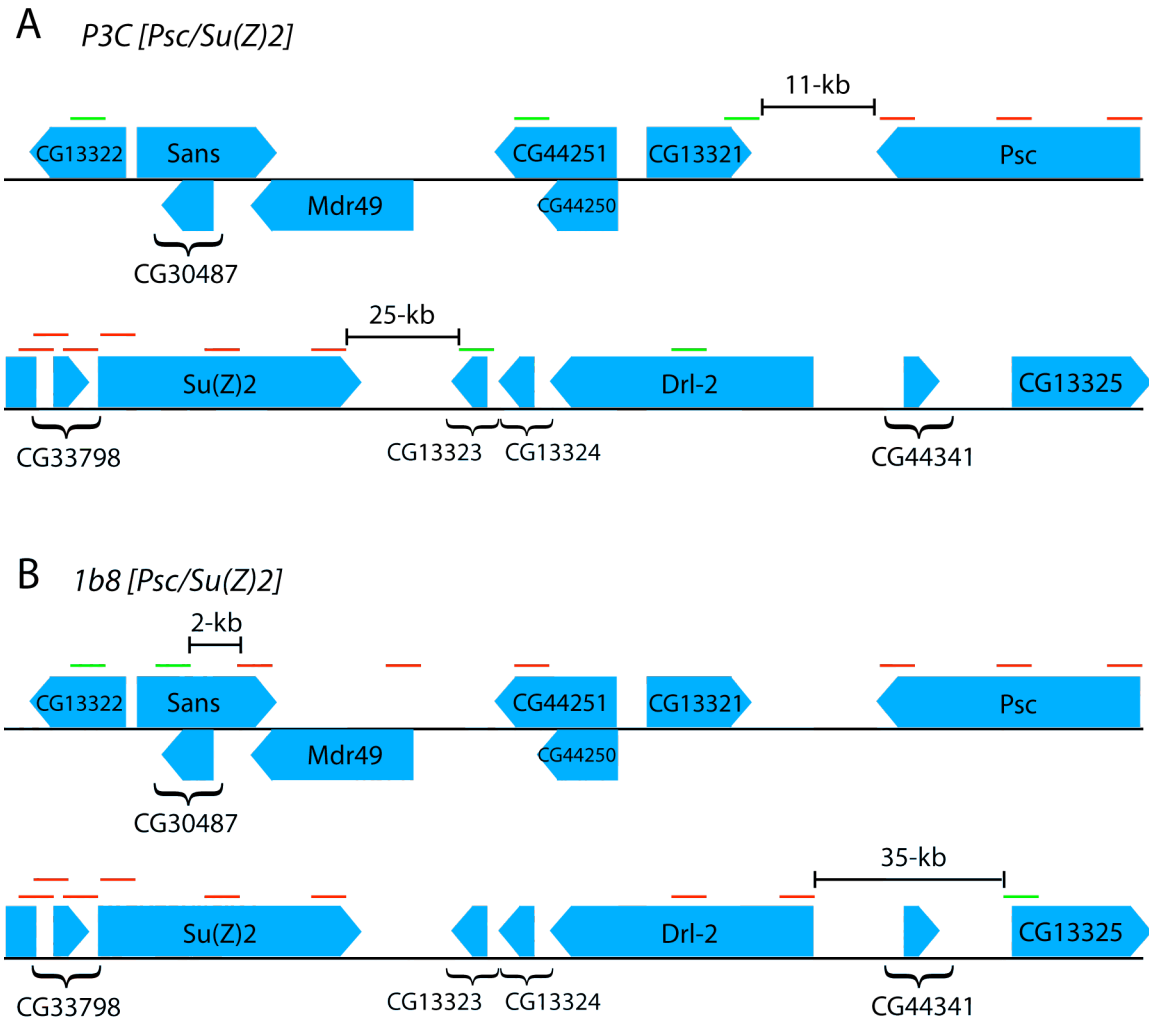 A P3C [Psc/Su(Z)2]
11-kb
CG13322 Sans CG44251 CG13321 Psc
Mdr49 CG44250
CG30487
25-kb
Su(Z)2 Drl-2 CG13325
CG33798 CG13323 CG13324 CG44341
B 1b8 [Psc/Su(Z)2]
2-kb
CG13322 Sans CG44251 CG13321 Psc
Mdr49 CG44250
CG30487
35-kb
Su(Z)2 Drl-2 CG13325
CG33798 CG13323 CG13324 CG44341